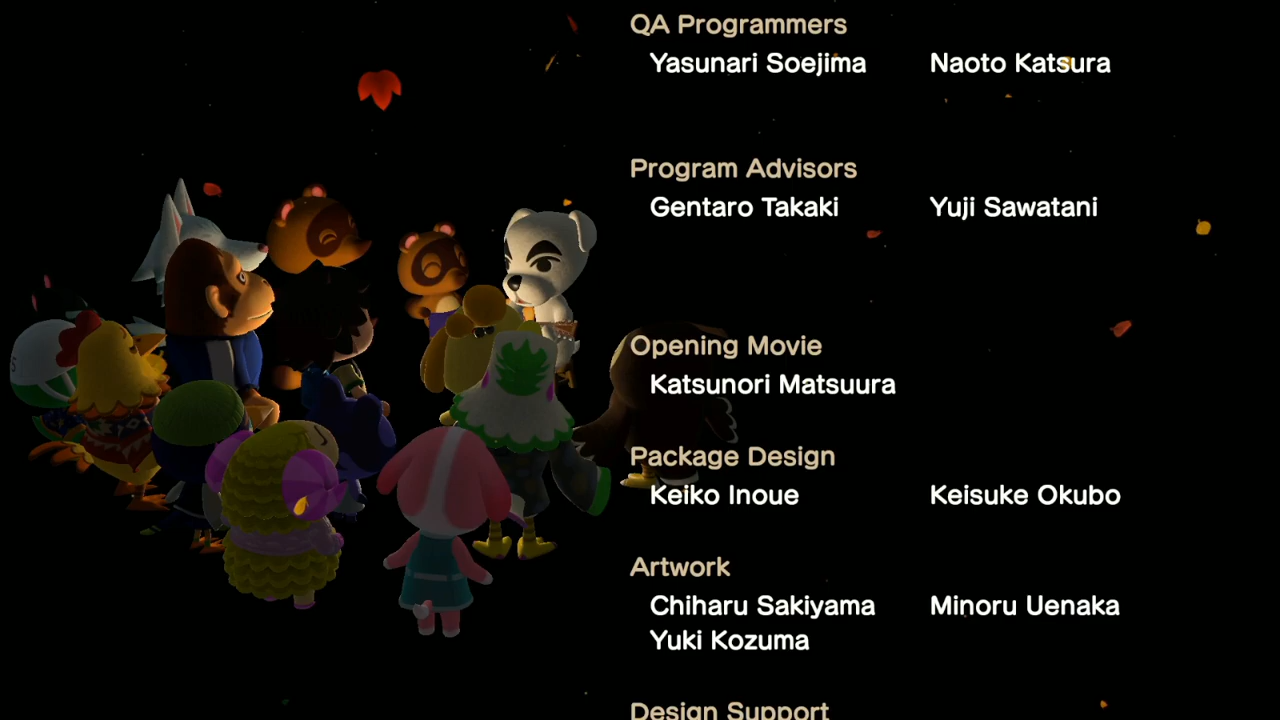 QA Programmers
Yasunari Soejima Naoto Katsura
Program Advisors
Gentaro Takaki Yuji Sawatani
Opening Movie
Katsunori Matsuura
Package Design
Keiko Inoue Keisuke Okubo
Artwork
Chiharu Sakiyama Minoru Uenaka
Yuki Kozuma
Design Support